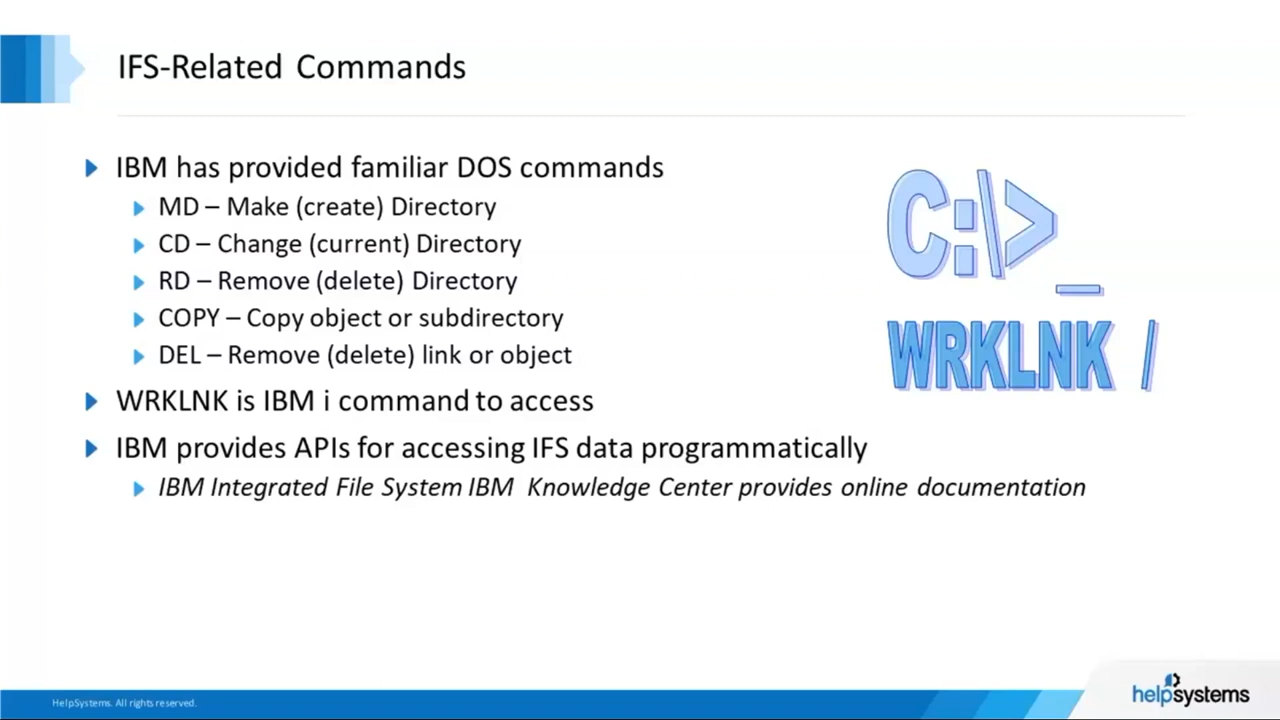 IFS-Related Commands
IBM has provided familiar DOS commands
MD – Make (create) Directory
CD – Change (current) Directory
RD – Remove (delete) Directory
COPY – Copy object or subdirectory
DEL – Remove (delete) link or object
WRKLNK is IBM i command to access
IBM provides APIs for accessing IFS data programmatically
IBM Integrated File System IBM Knowledge Center provides online documentation
C:\>_
WRKLNK /
HelpSystems. All rights reserved.
helpsystems